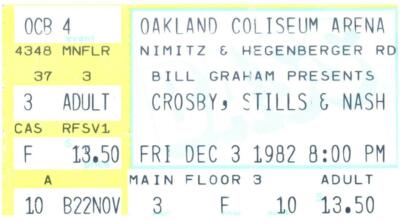 OCB 4
4348 MNFLR
37 3
3 ADULT
CAS RFSV1
F 13.50
A
10 B22NOV
OAKLAND COLISEUM ARENA
NIMITZ & HEGENBERGER RD
BILL GRAHAM PRESENTS
CROSBY, STILLS & NASH
FRI DEC 3 1982 8:00 PM
MAIN FLOOR 3 ADULT
3 F 10 13.50